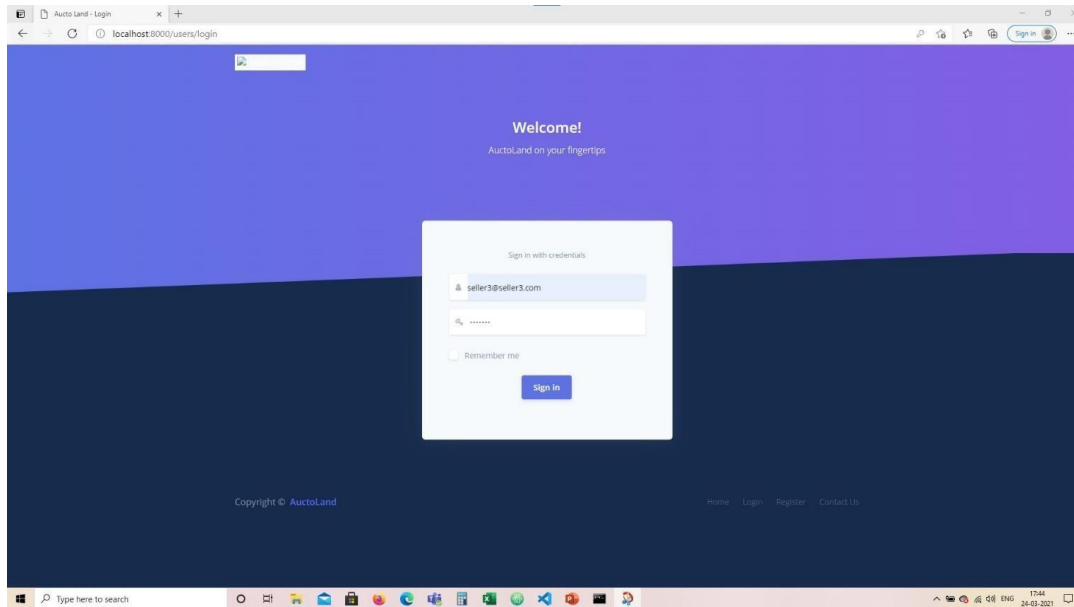 Aucto Land - Login
localhost:8000/users/login
Sign in
Welcome!
AuctoLand on your fingertips
Sign in with credentials
seller3@seller3.com
Remember me
Sign in
Copyright © AuctoLand
Home Login Register Contact Us
Type here to search
ENG
17:44
24-03-2021